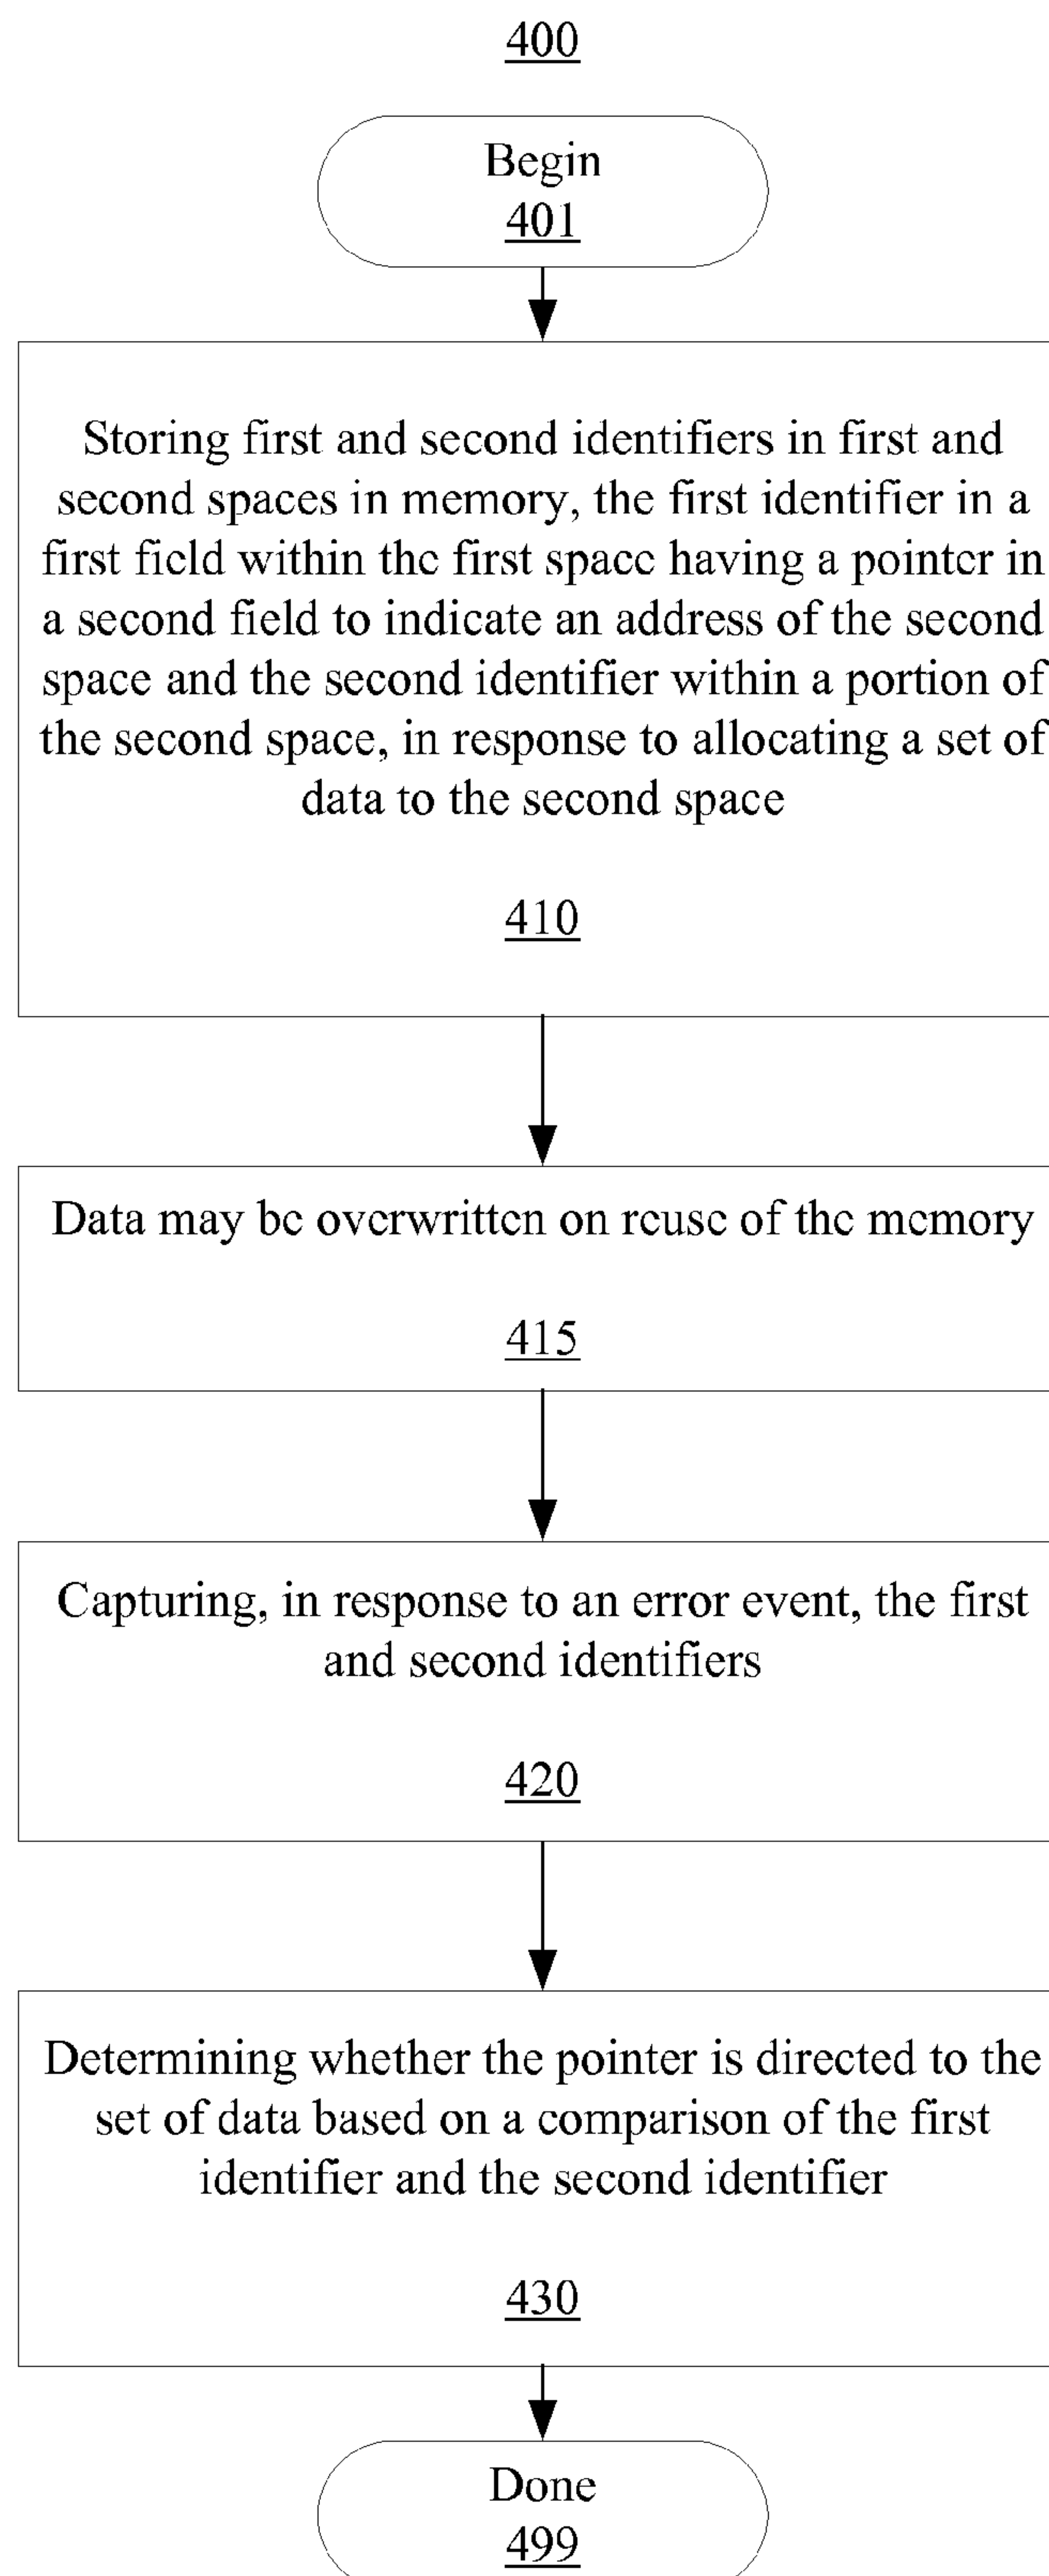 400
Begin
401
Storing first and second identifiers in first and
second spaces in memory, the first identifier in a
first field within the first space having a pointer in
a second field to indicate an address of the second
space and the second identifier within a portion of
the second space, in response to allocating a set of
data to the second space
410
Data may be overwritten on reuse of the memory
415
Capturing, in response to an error event, the first
and second identifiers
420
Determining whether the pointer is directed to the
set of data based on a comparison of the first
identifier and the second identifier
430
Done
499